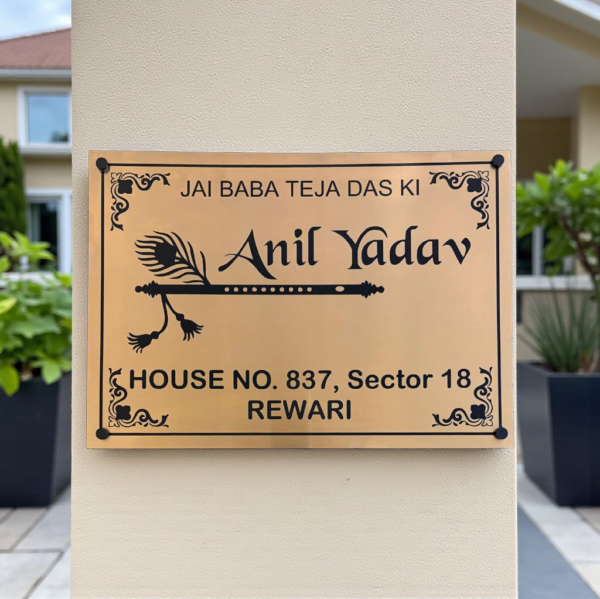 JAI BABA TEJA DAS KI
Anil Yadav
HOUSE NO. 837, Sector 18
REWARI